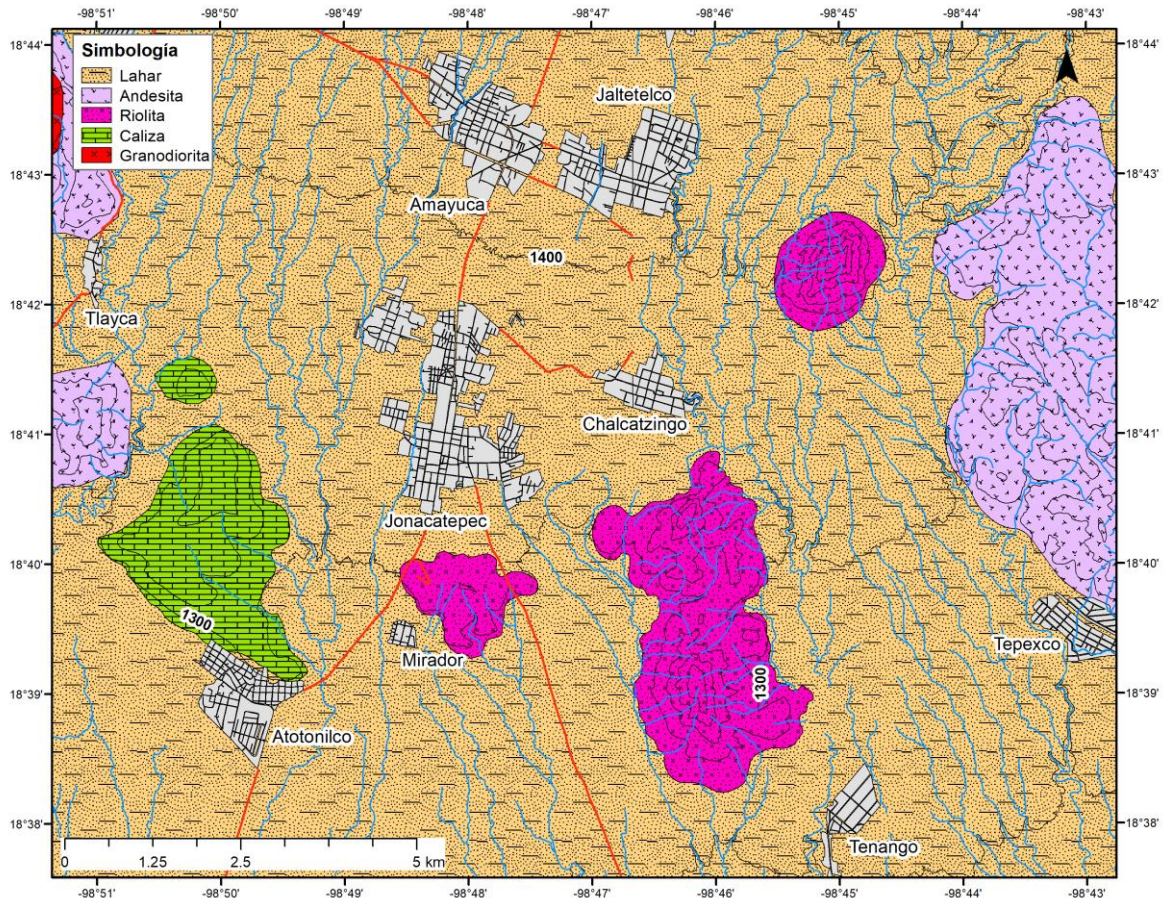 -98°51' -98°50' -98°49' -98°48' -98°47' -98°46' -98°45' -98°44' -98°43'
18°44' 18°44'
Simbología
Lahar
Andesita
Riolita
Caliza
Granodiorita
Jaltetelco
18°43' 18°43'
Amayuca
1400
18°42' 18°42'
Tlayca
Chalcatzingo
18°41' 18°41'
Jonacatepec
18°40' 18°40'
1300
Mirador
Tepexco
1300
18°39' 18°39'
Atotonilco
18°38' 18°38'
Tenango
0 1.25 2.5 5 km
-98°51' -98°50' -98°49' -98°48' -98°47' -98°46' -98°45' -98°44' -98°43'